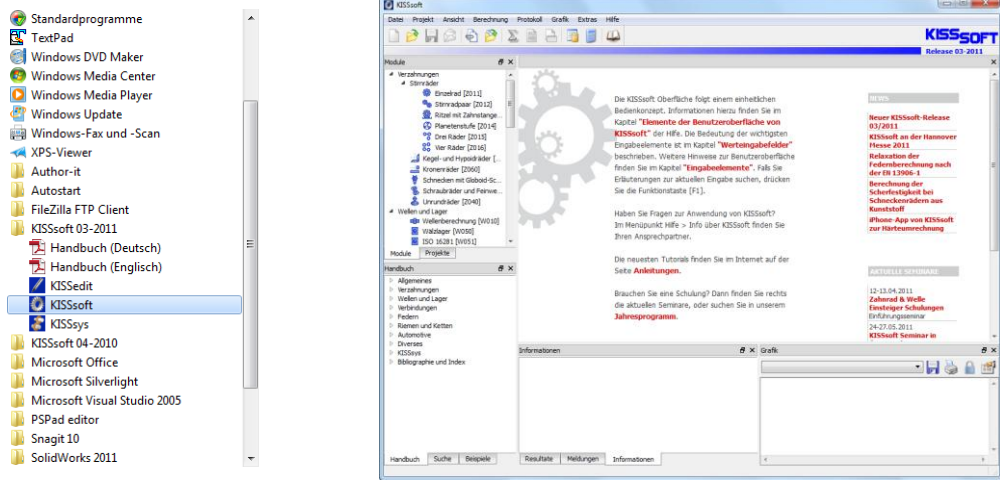 Standardprogramme
TextPad
Windows DVD Maker
Windows Media Center
Windows Media Player
Windows Update
Windows-Fax und -Scan
XPS-Viewer
Author-it
Autostart
FileZilla FTP Client
KISSsoft 03-2011
Handbuch (Deutsch)
Handbuch (Englisch)
KISSedit
KISSsoft
KISSsys
KISSsoft 04-2010
Microsoft Office
Microsoft Silverlight
Microsoft Visual Studio 2005
PSPad editor
Snagit 10
SolidWorks 2011
KISSsoft
Datei Projekt Ansicht Berechnung Protokoll Grafik Extras Hilfe
KISSsoft
Release 03-2011
Module
Verzahnungen
Stirnräder
Einzelrad [Z011]
Stirnradpaar [Z012]
Ritzel mit Zahnstange...
Planetenstufe [Z014]
Drei Räder [Z015]
Vier Räder [Z016]
Kegel- und Hypoidräder [...
Kronenräder [Z060]
Schnecken mit Globoid-Sc...
Schraubräder und Feinwe...
Unrundräder [Z040]
Wellen und Lager
Wellenberechnung [W010]
Wälzlager [W050]
ISO 16281 [W051]
Module Projekte
Handbuch
Allgemeines
Verzahnungen
Wellen und Lager
Verbindungen
Federn
Riemen und Ketten
Automotive
Diverses
KISSsys
Bibliographie und Index
Handbuch Suche Beispiele
Die KISSsoft Oberfläche folgt einem einheitlichen
Bedienkonzept. Informationen hierzu finden Sie im
Kapitel "Elemente der Benutzeroberfläche von
KISSsoft" der Hilfe. Die Bedeutung der wichtigsten
Eingabeelemente ist im Kapitel "Werteingabefelder"
beschrieben. Weitere Hinweise zur Benutzeroberfläche
finden Sie im Kapitel "Eingabeelemente". Falls Sie
Erläuterungen zur aktuellen Eingabe suchen, drücken
Sie die Funktionstaste [F1].
Haben Sie Fragen zur Anwendung von KISSsoft?
Im Menüpunkt Hilfe > Info über KISSsoft finden Sie
Ihren Ansprechpartner.
Die neuesten Tutorials finden Sie im Internet auf der
Seite Anleitungen.
Brauchen Sie eine Schulung? Dann finden Sie rechts
die aktuellen Seminare, oder suchen Sie in unserem
Jahresprogramm.
NEWS
Neuer KISSsoft-Release
03/2011
KISSsoft an der Hannover
Messe 2011
Relaxation der
Federnberechnung nach
der EN 13906-1
Berechnung der
Scherfestigkeit bei
Schneckenrädern aus
Kunststoff
iPhone-App von KISSsoft
zur Härteumrechnung
AKTUELLE SEMINARE
12-13.04.2011
Zahnrad & Welle
Einsteiger Schulungen
Einführungsseminar
24-27.05.2011
KISSsoft Seminar in
Informationen
Resultate Meldungen Informationen
Grafik